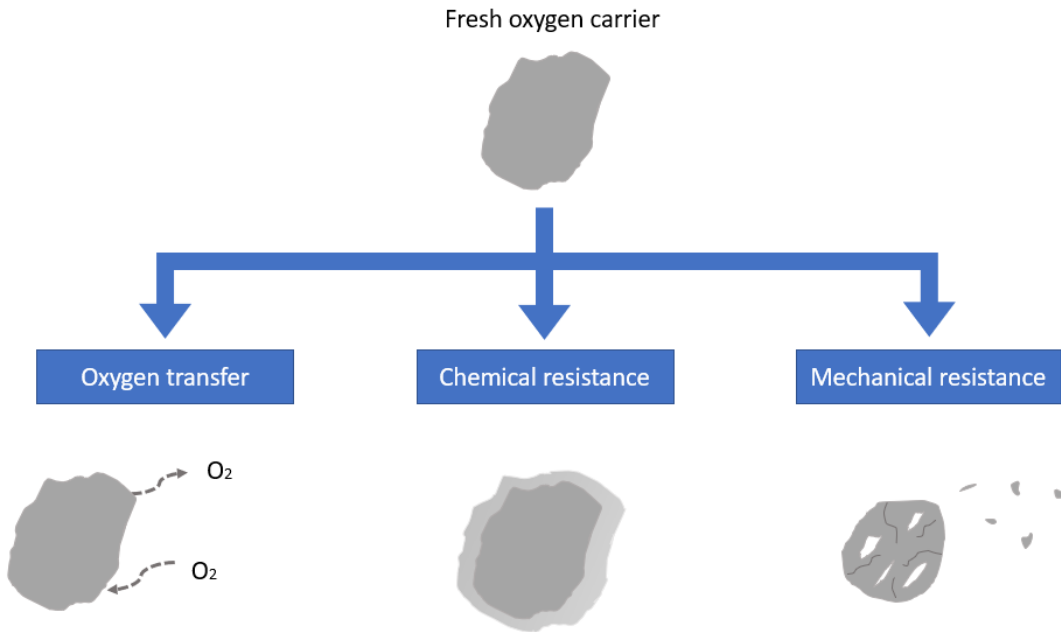 Fresh oxygen carrier
Oxygen transfer
Chemical resistance
Mechanical resistance
O₂
O₂